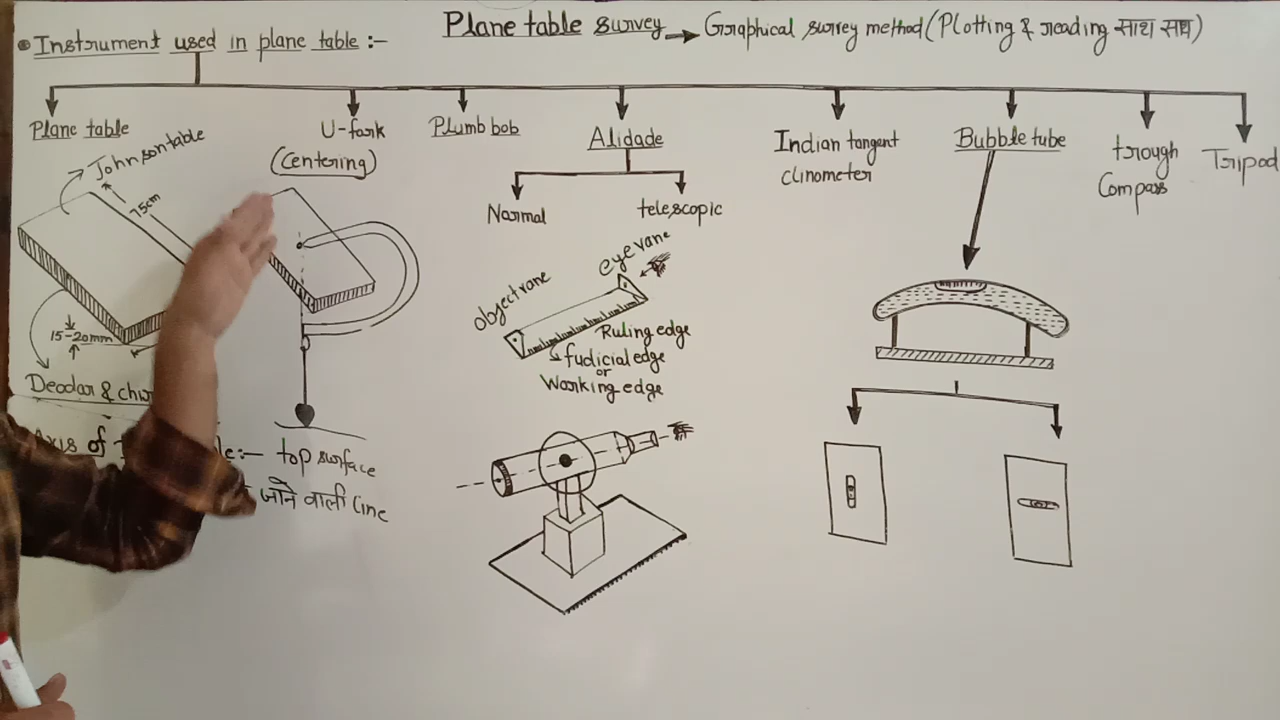 Plane table survey → Graphical survey method (Plotting & reading साथ साथ)
Instrument used in plane table :-
Plane table
U-fork
(Centering)
Plumb bob
Alidade
Indian tangent
clinometer
Bubble tube
trough
Compass
Tripod
Johnson table
75cm
15-20mm
Deodar &
Normal
telescopic
object vane
eye vane
Ruling edge
fudicial edge
or
Working edge
Axis of
:- top surface
जाने वाली line